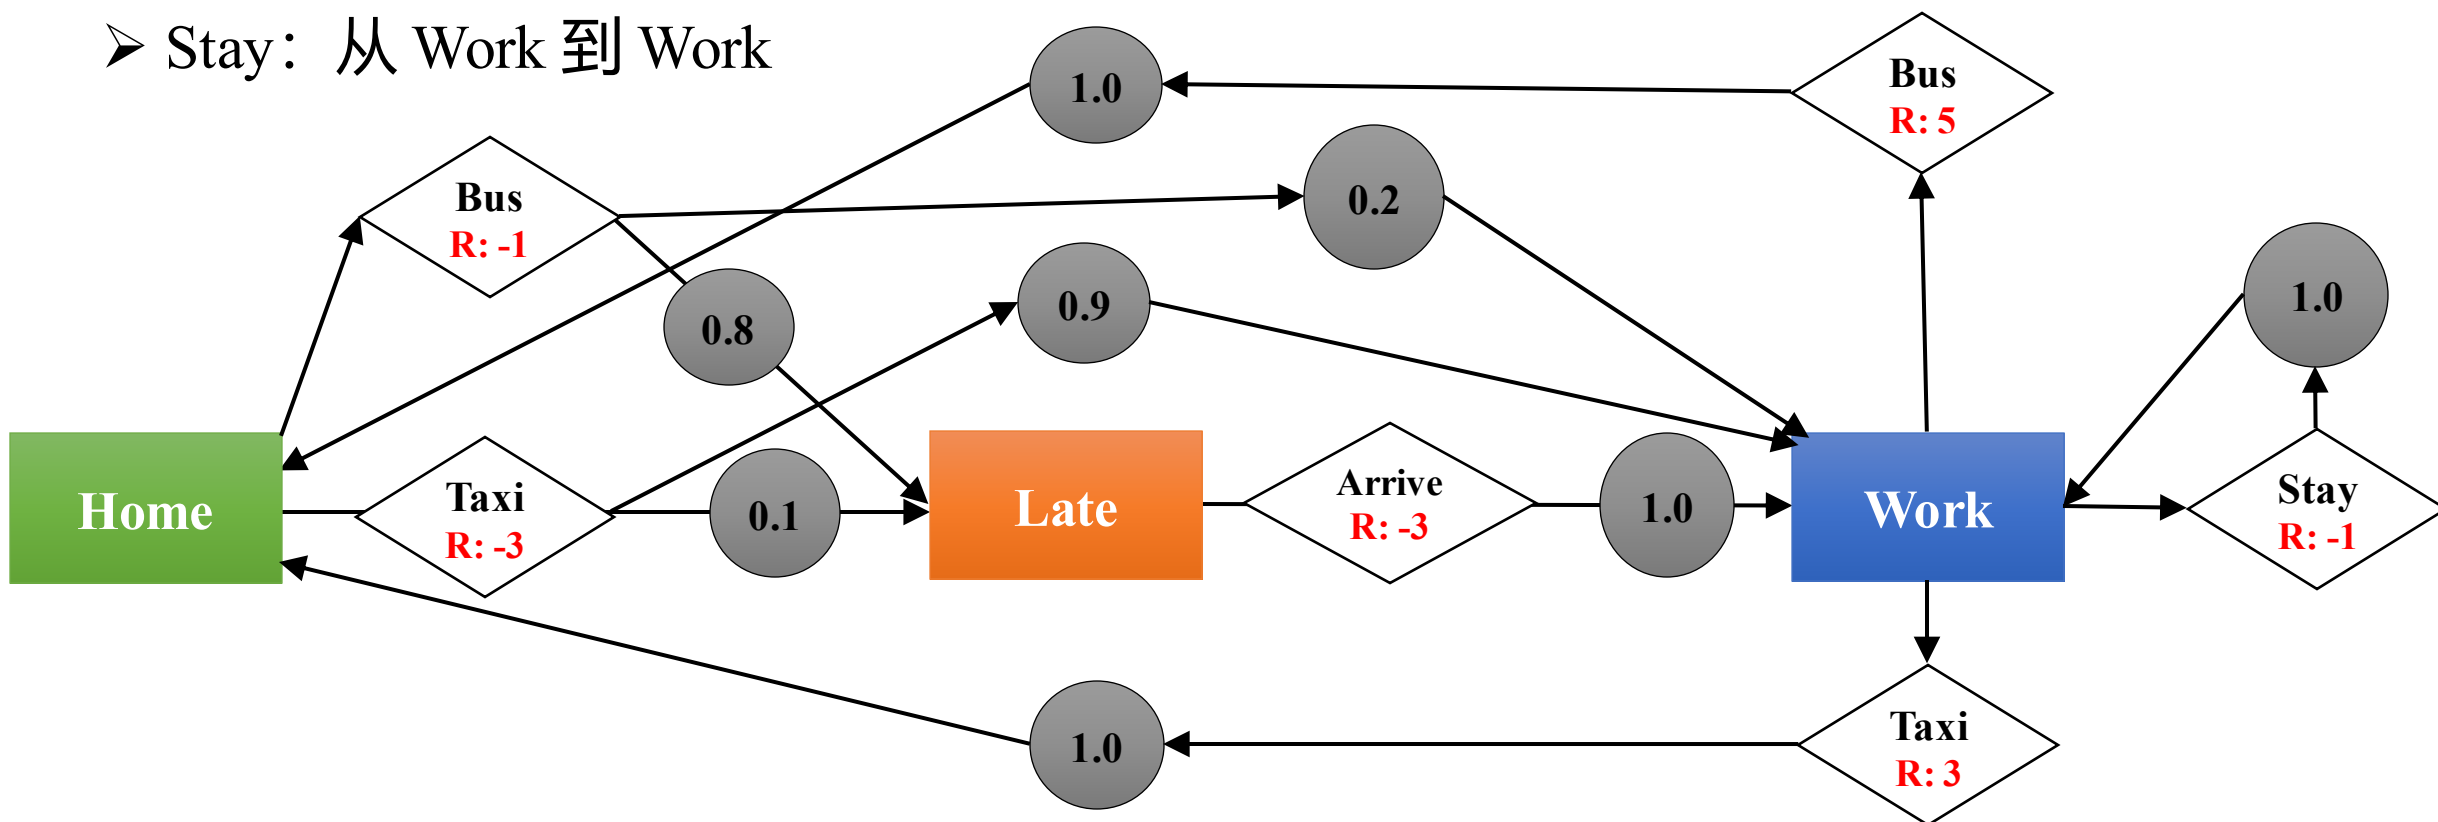 ➢ Stay：从 Work 到 Work
1.0
Bus
R: 5
Bus
R: -1
0.2
0.9
1.0
0.8
Home
Taxi
R: -3
0.1
Late
Arrive
R: -3
1.0
Work
Stay
R: -1
1.0
Taxi
R: 3